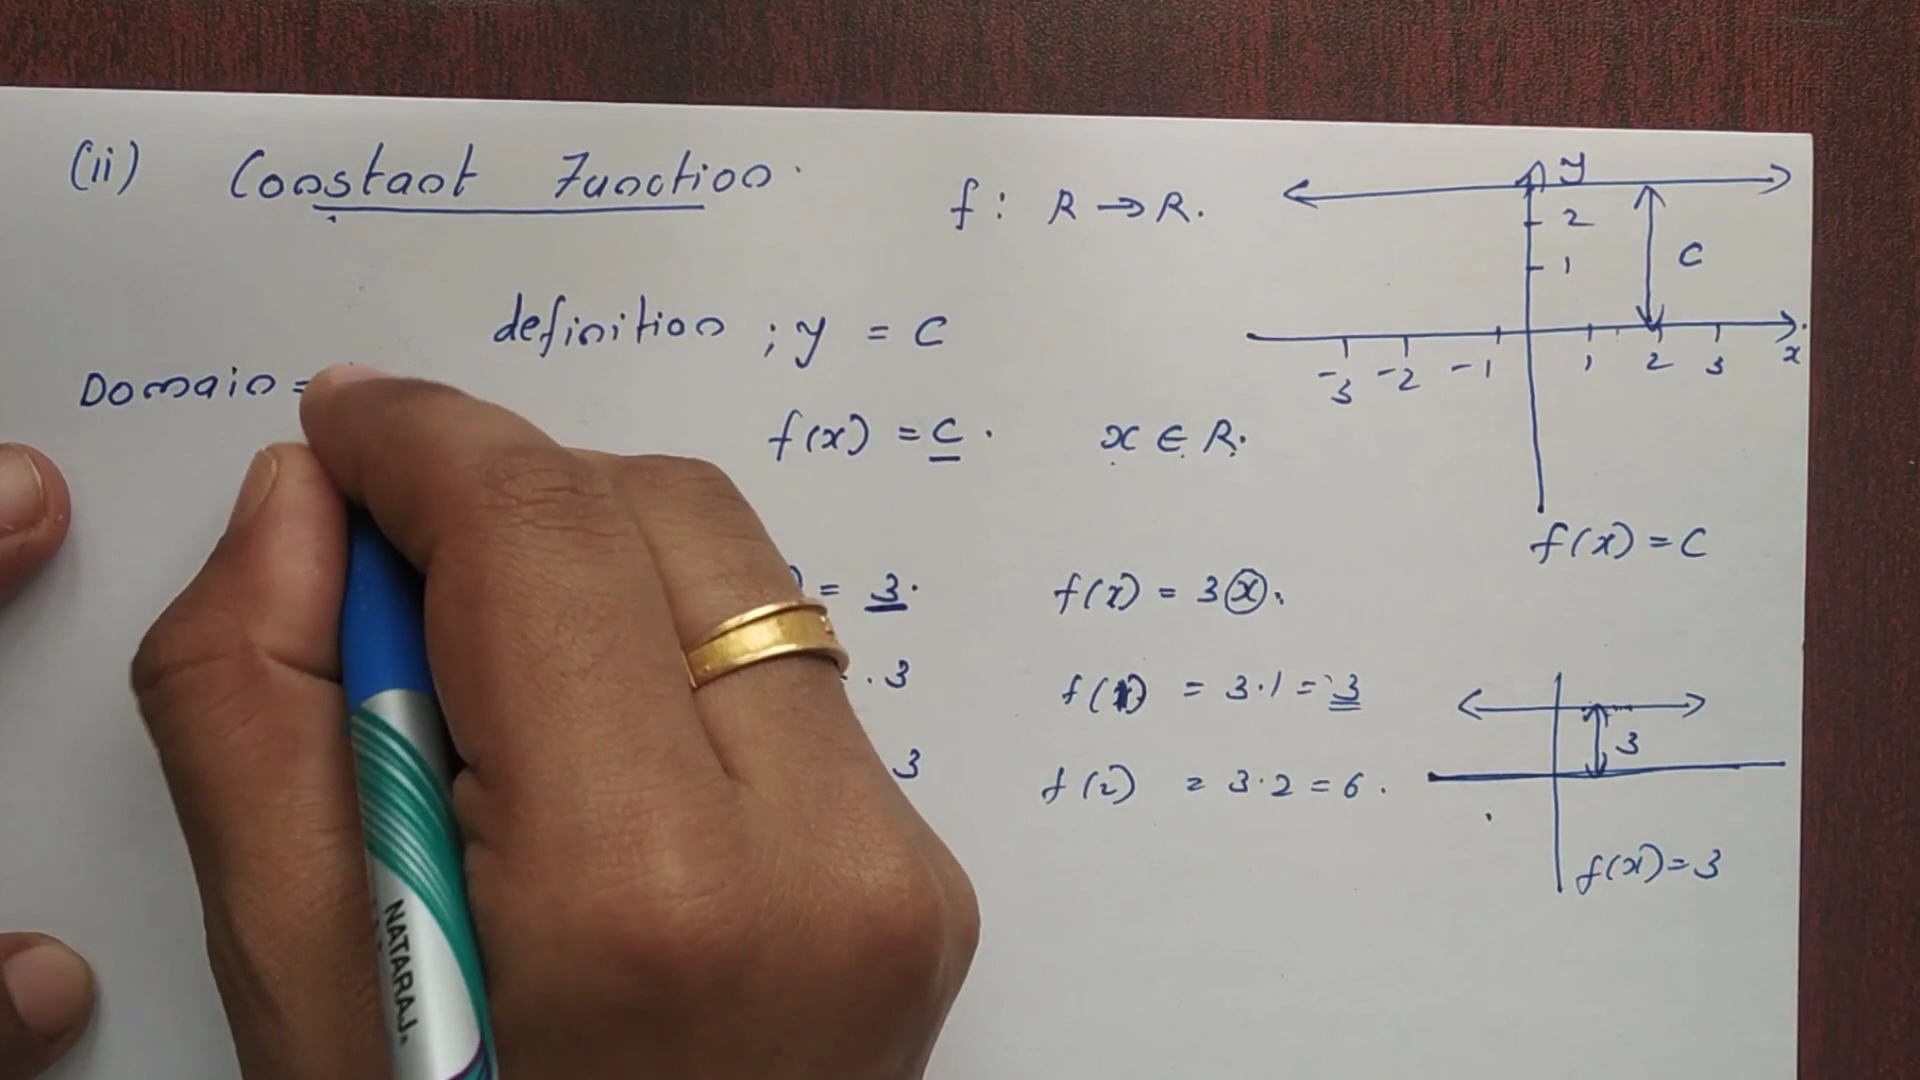 (ii) Constant Function.
f: R → R.
definition ; y = C
Domain =
f(x) = C. x ∈ R.
) = 3.
. 3
3
f(x) = 3x.
f(1) = 3·1 = 3
f(2) = 3·2 = 6.
y
2
1
C
-3 -2 -1 1 2 3 x
f(x) = C
3
f(x) = 3
NATARAJ